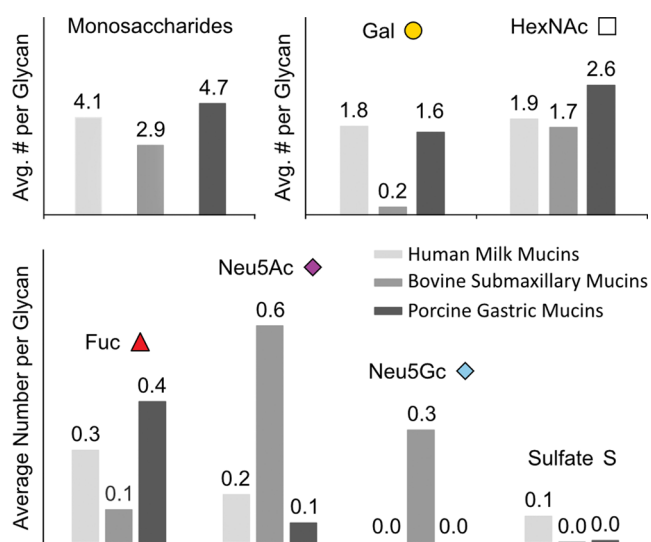 Monosaccharides
Avg. # per Glycan
4.1
2.9
4.7
Gal
HexNAc
Avg. # per Glycan
1.8
0.2
1.6
1.9
1.7
2.6
Human Milk Mucins
Bovine Submaxillary Mucins
Porcine Gastric Mucins
Average Number per Glycan
Fuc
0.3
0.1
0.4
Neu5Ac
0.2
0.6
0.1
Neu5Gc
0.0
0.3
0.0
Sulfate S
0.1
0.0
0.0